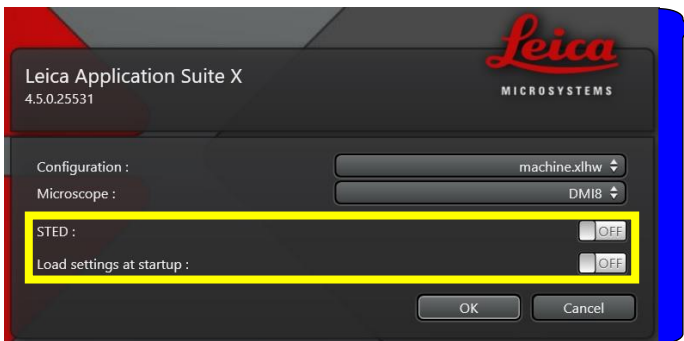 Leica
MICROSYSTEMS
Leica Application Suite X
4.5.0.25531
Configuration : machine.xlhw
Microscope : DMI8
STED : OFF
Load settings at startup : OFF
OK Cancel